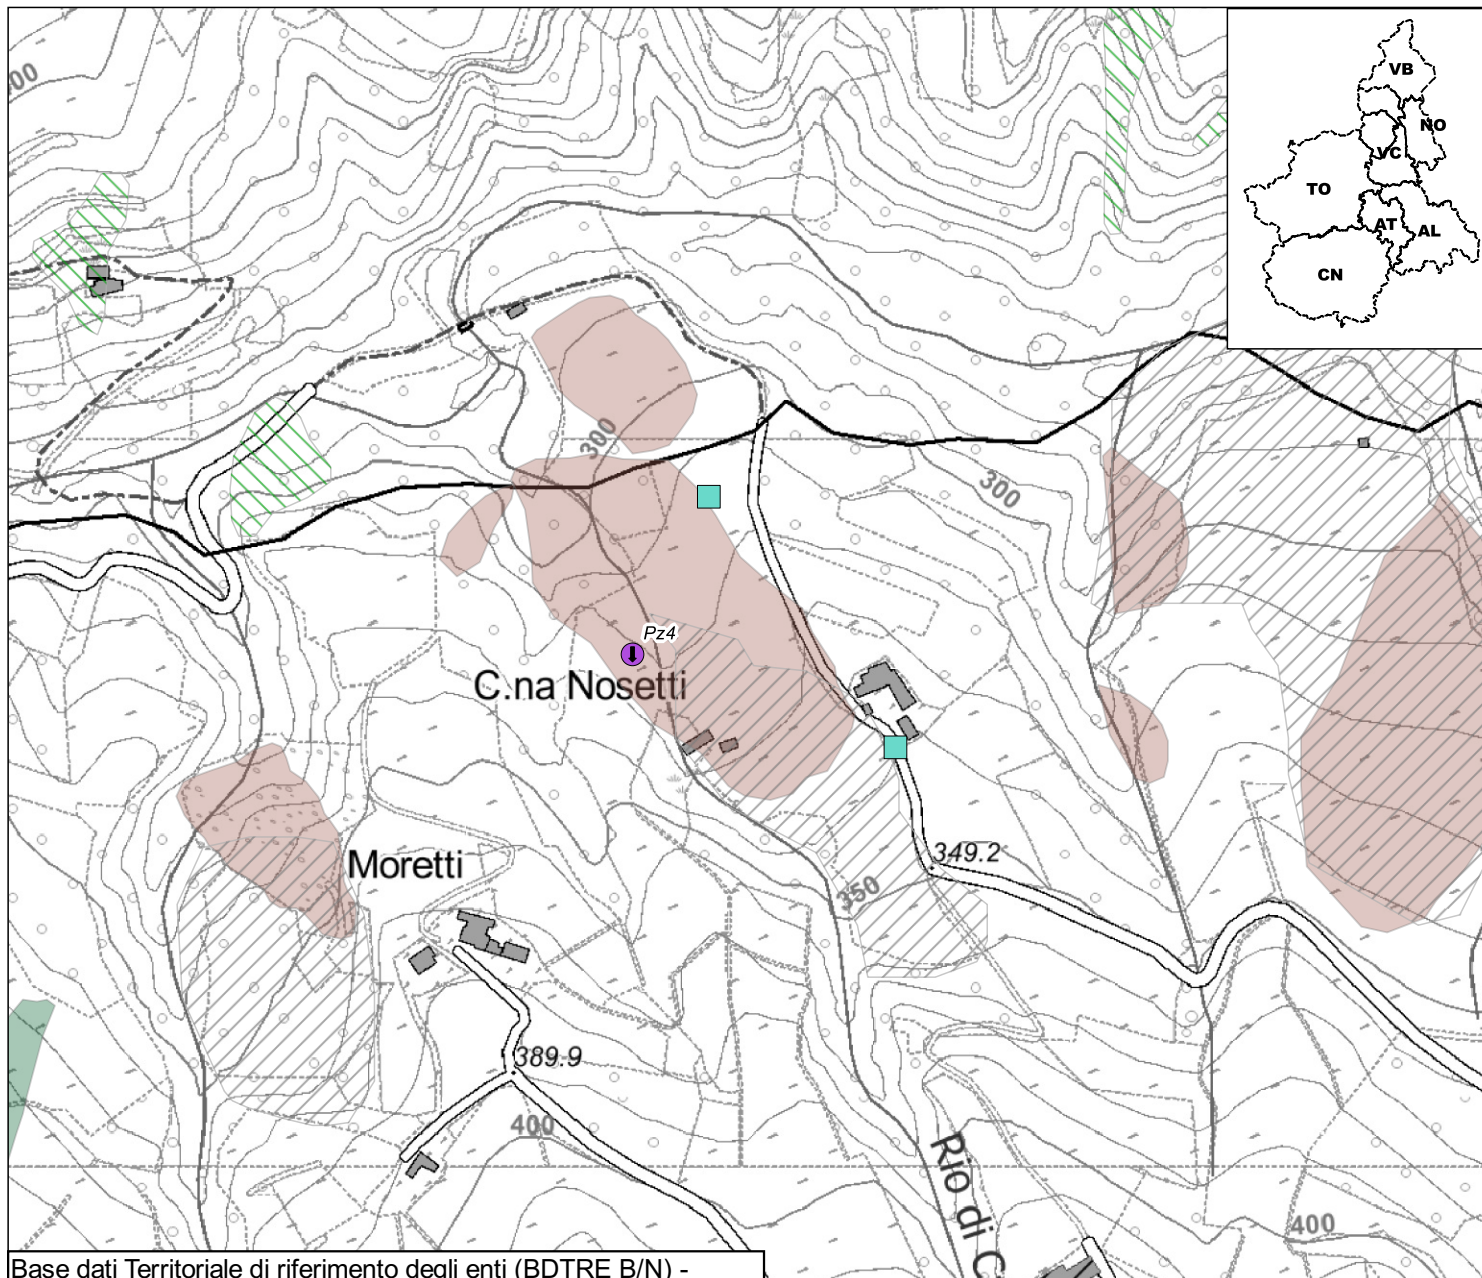 VB
NO
VC
TO
AT
AL
CN
300
300
Pz4
C.na Nosetti
Moretti
349.2
350
389.9
400
Rio di C
400
Base dati Territoriale di riferimento degli enti (BDTRE B/N) -